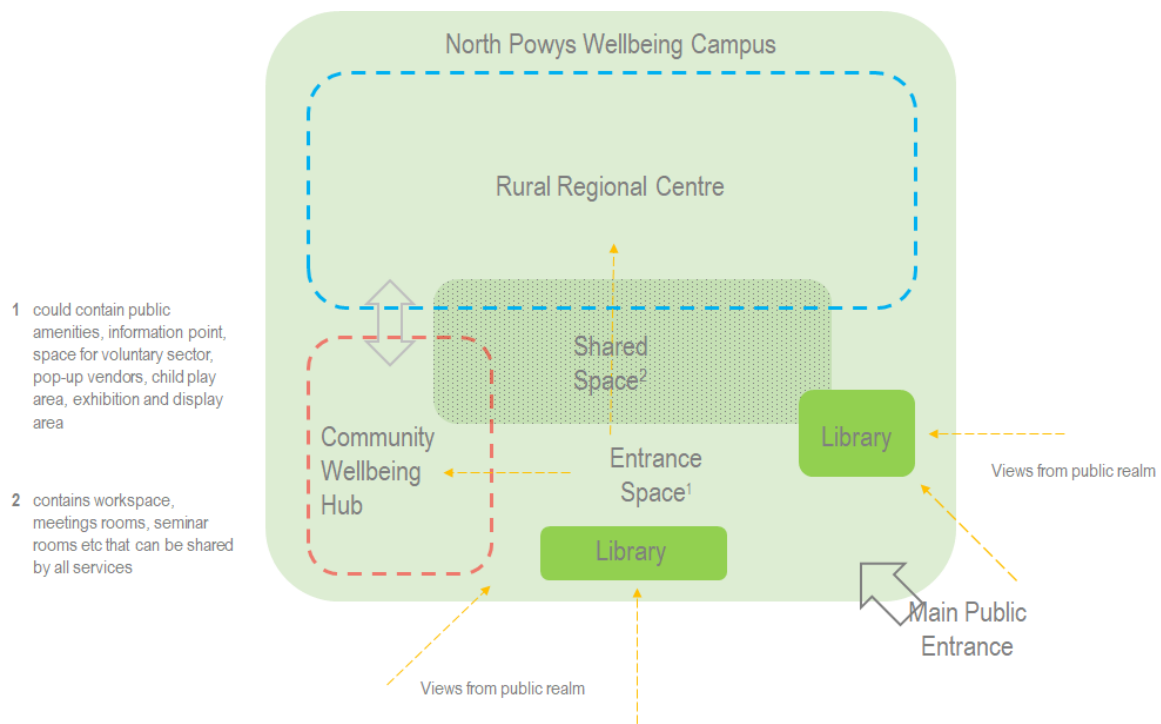 North Powys Wellbeing Campus
Rural Regional Centre
1 could contain public
amenities, information point,
space for voluntary sector,
pop-up vendors, child play
area, exhibition and display
area
2 contains workspace,
meetings rooms, seminar
rooms etc that can be shared
by all services
Shared
Space2
Community
Wellbeing
Hub
Entrance
Space1
Library
Library
Views from public realm
Main Public
Entrance
Views from public realm